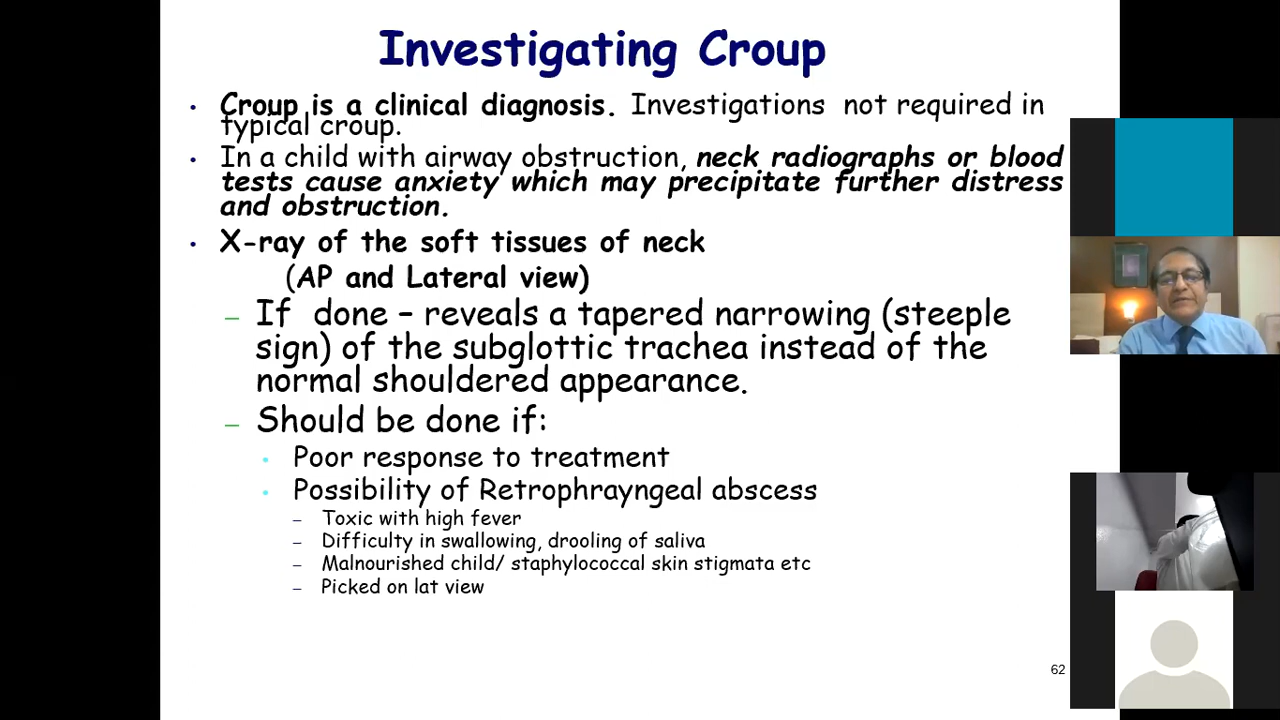 Investigating Croup
• Croup is a clinical diagnosis. Investigations not required in
typical croup.
• In a child with airway obstruction, neck radiographs or blood
tests cause anxiety which may precipitate further distress
and obstruction.
• X-ray of the soft tissues of neck
(AP and Lateral view)
– If done – reveals a tapered narrowing (steeple
sign) of the subglottic trachea instead of the
normal shouldered appearance.
– Should be done if:
• Poor response to treatment
• Possibility of Retrophrayngeal abscess
– Toxic with high fever
– Difficulty in swallowing, drooling of saliva
– Malnourished child/ staphylococcal skin stigmata etc
– Picked on lat view
62